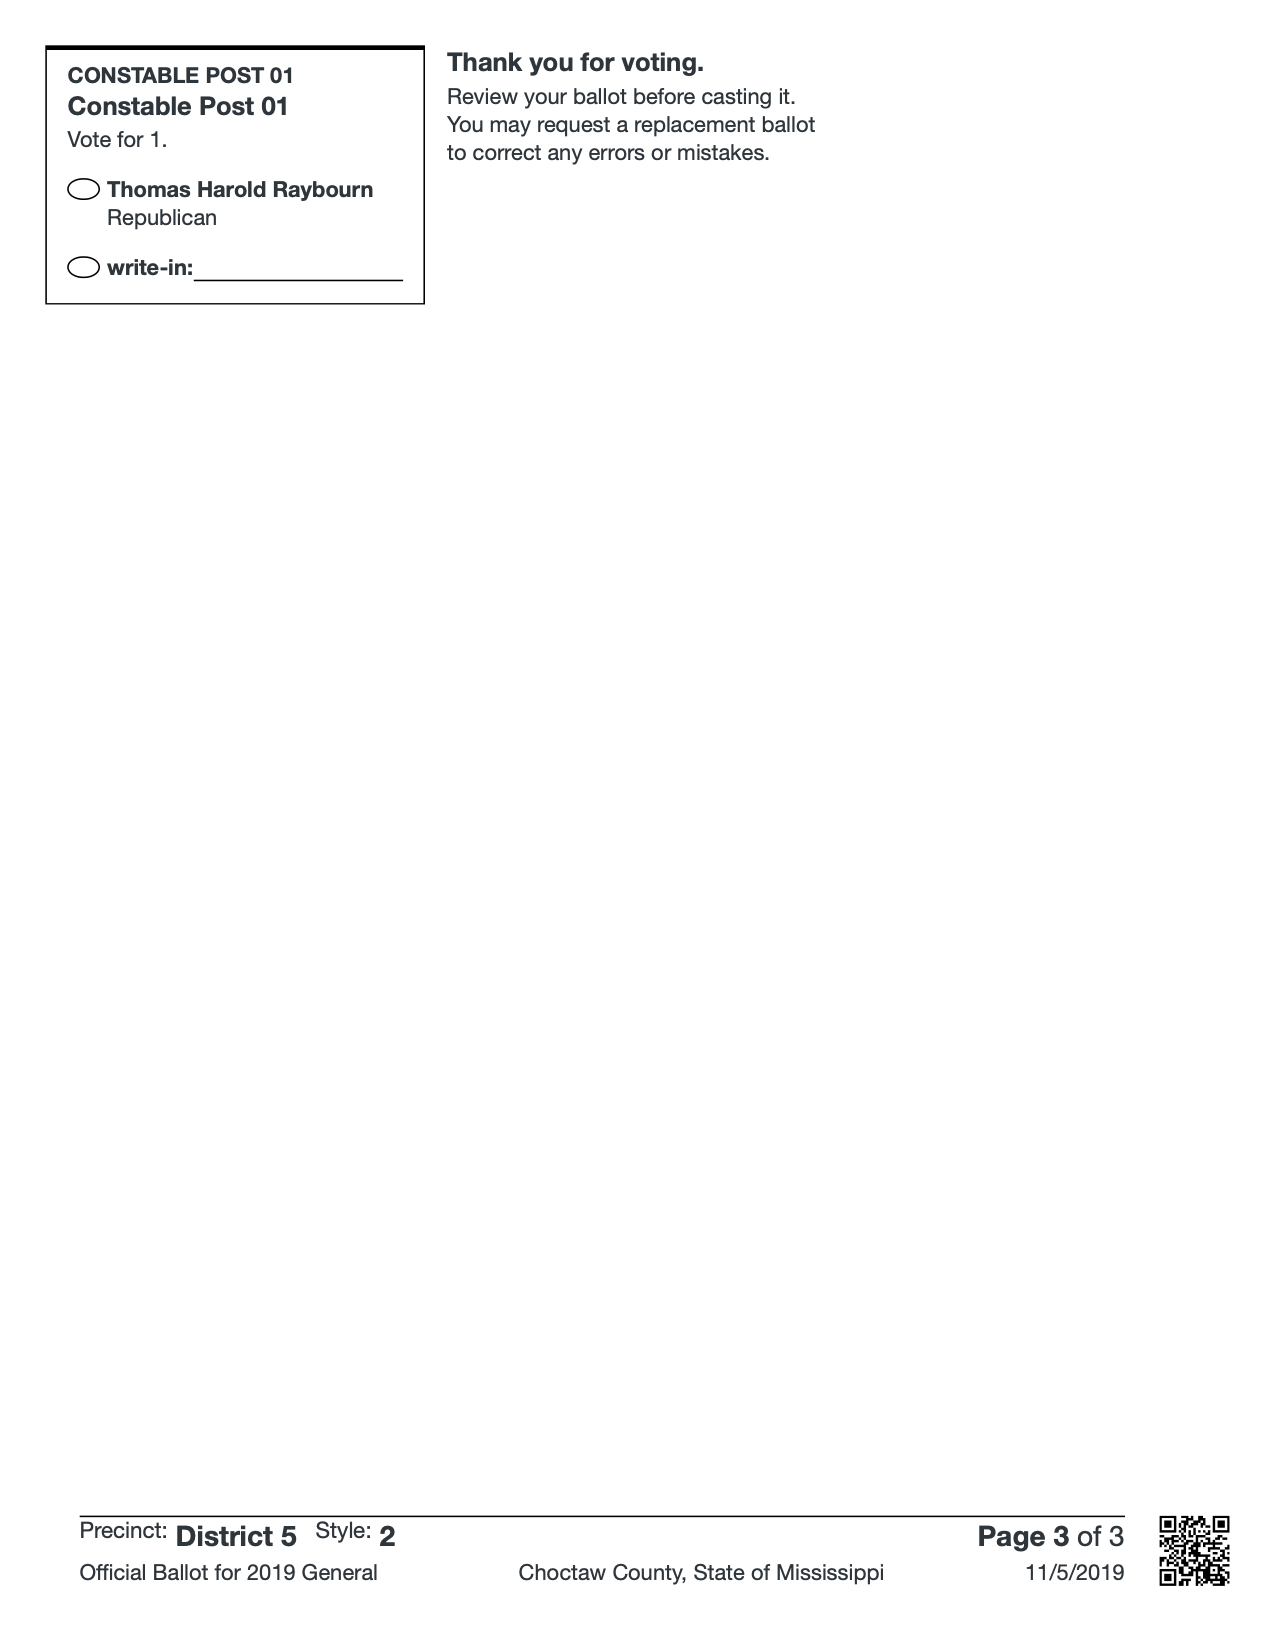 CONSTABLE POST 01
Constable Post 01
Vote for 1.
Thomas Harold Raybourn
Republican
write-in:
Thank you for voting.
Review your ballot before casting it.
You may request a replacement ballot
to correct any errors or mistakes.
Precinct: District 5 Style: 2
Page 3 of 3
Official Ballot for 2019 General
Choctaw County, State of Mississippi
11/5/2019